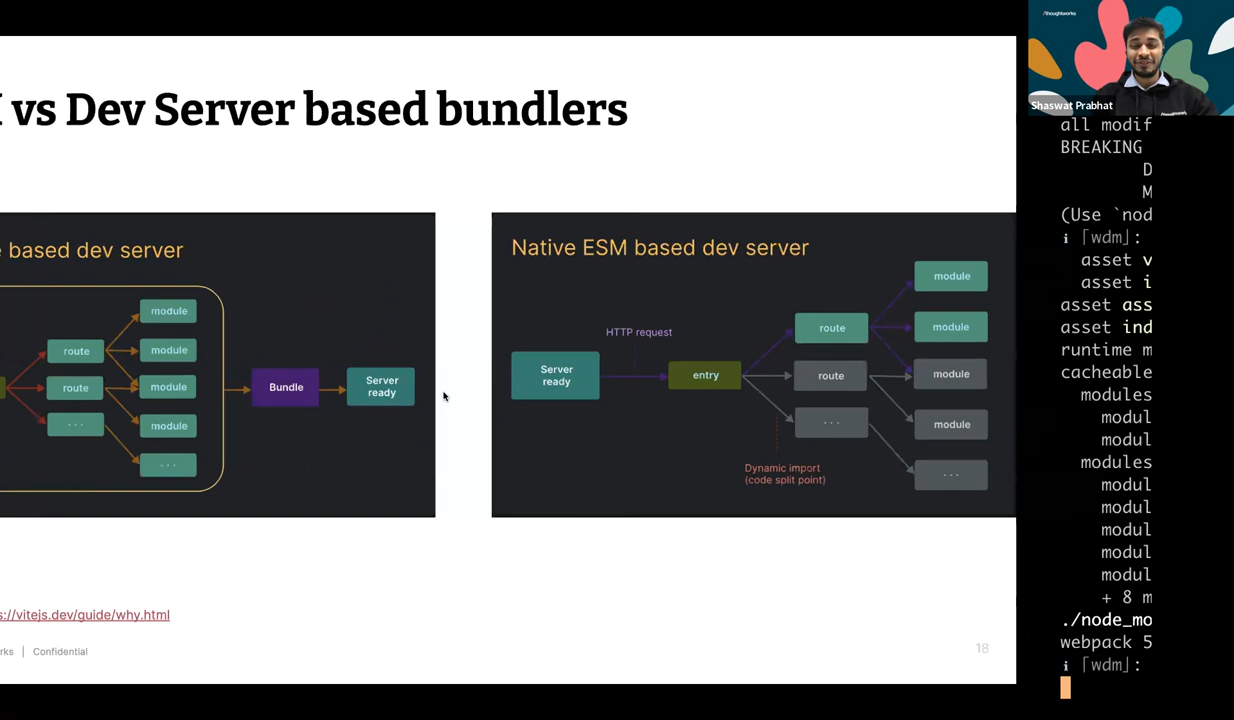 vs Dev Server based bundlers
based dev server
route
route
. . .
module
module
module
module
. . .
Bundle
Server
ready
Native ESM based dev server
Server
ready
HTTP request
entry
route
route
. . .
module
module
module
module
. . .
Dynamic import
(code split point)
s://vitejs.dev/guide/why.html
rks | Confidential
18
/thoughtworks
/thoughtworks
Shaswat Prabhat
all modif
BREAKING
D
M
(Use `nod
ℹ ｢wdm｣:
asset v
asset i
asset ass
asset ind
runtime m
cacheable
modules
modul
modul
modules
modul
modul
modul
modul
modul
+ 8 m
./node_mo
webpack 5
ℹ ｢wdm｣: